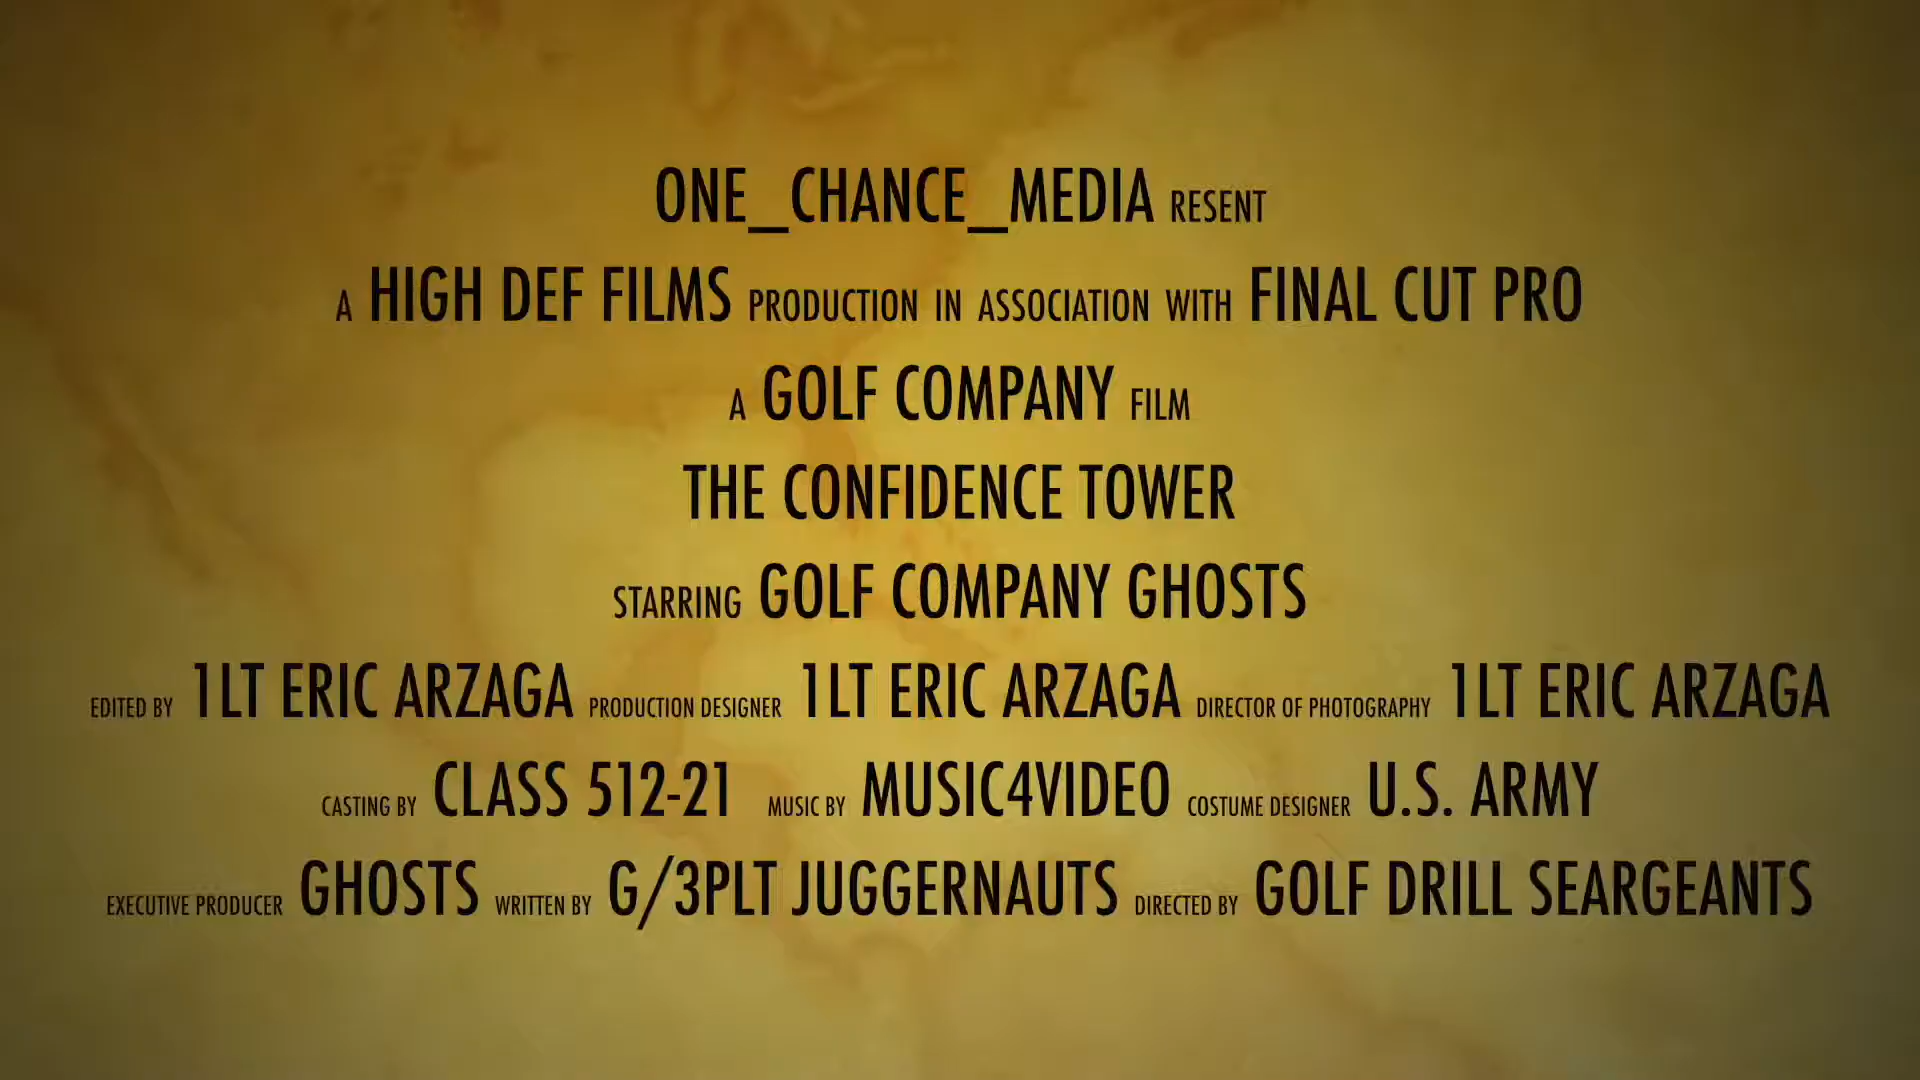 ONE_CHANCE_MEDIA RESENT
A HIGH DEF FILMS PRODUCTION IN ASSOCIATION WITH FINAL CUT PRO
A GOLF COMPANY FILM
THE CONFIDENCE TOWER
STARRING GOLF COMPANY GHOSTS
EDITED BY 1LT ERIC ARZAGA PRODUCTION DESIGNER 1LT ERIC ARZAGA DIRECTOR OF PHOTOGRAPHY 1LT ERIC ARZAGA
CASTING BY CLASS 512-21 MUSIC BY MUSIC4VIDEO COSTUME DESIGNER U.S. ARMY
EXECUTIVE PRODUCER GHOSTS WRITTEN BY G/3PLT JUGGERNAUTS DIRECTED BY GOLF DRILL SEARGEANTS